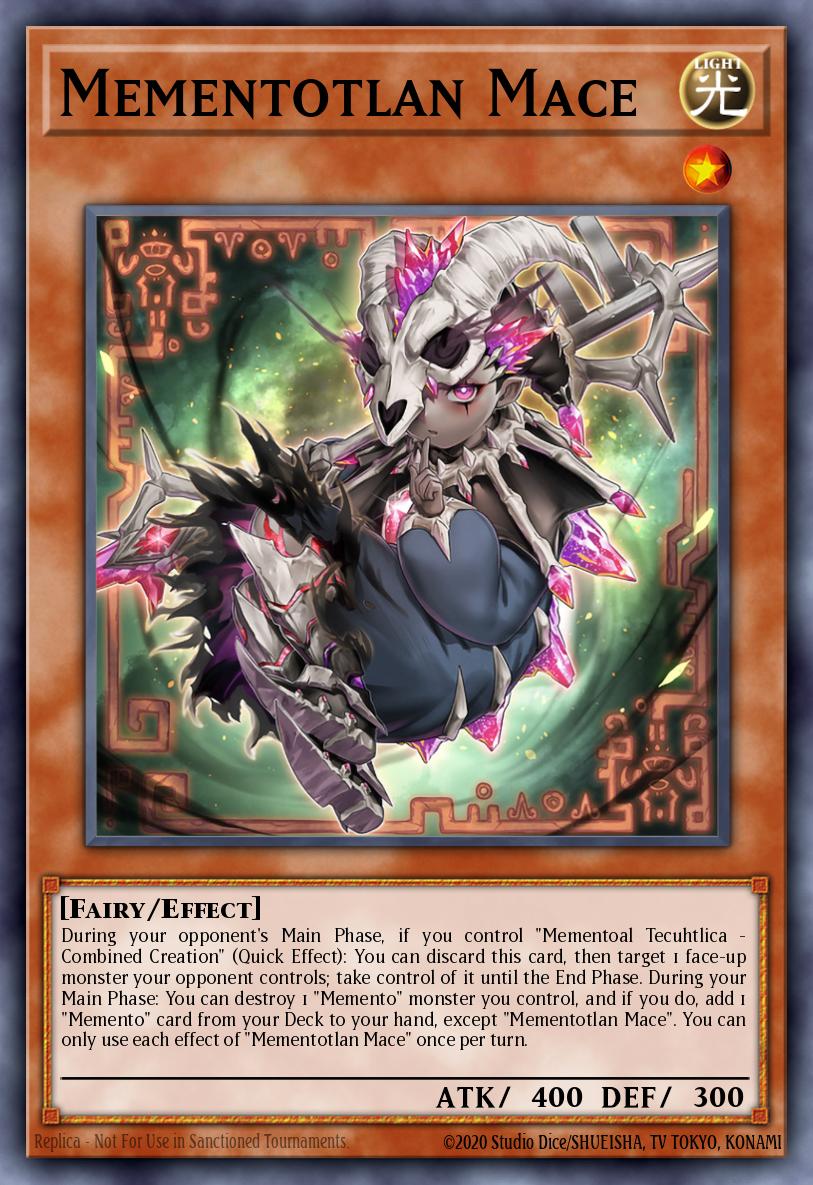 Mementotlan Mace
LIGHT
光
[Fairy/Effect]
During your opponent's Main Phase, if you control "Mementoal Tecuhtlica -
Combined Creation" (Quick Effect): You can discard this card, then target 1 face-up
monster your opponent controls; take control of it until the End Phase. During your
Main Phase: You can destroy 1 "Memento" monster you control, and if you do, add 1
"Memento" card from your Deck to your hand, except "Mementotlan Mace". You can
only use each effect of "Mementotlan Mace" once per turn.
ATK/ 400 DEF/ 300
Replica - Not For Use in Sanctioned Tournaments.
©2020 Studio Dice/SHUEISHA, TV TOKYO, KONAMI